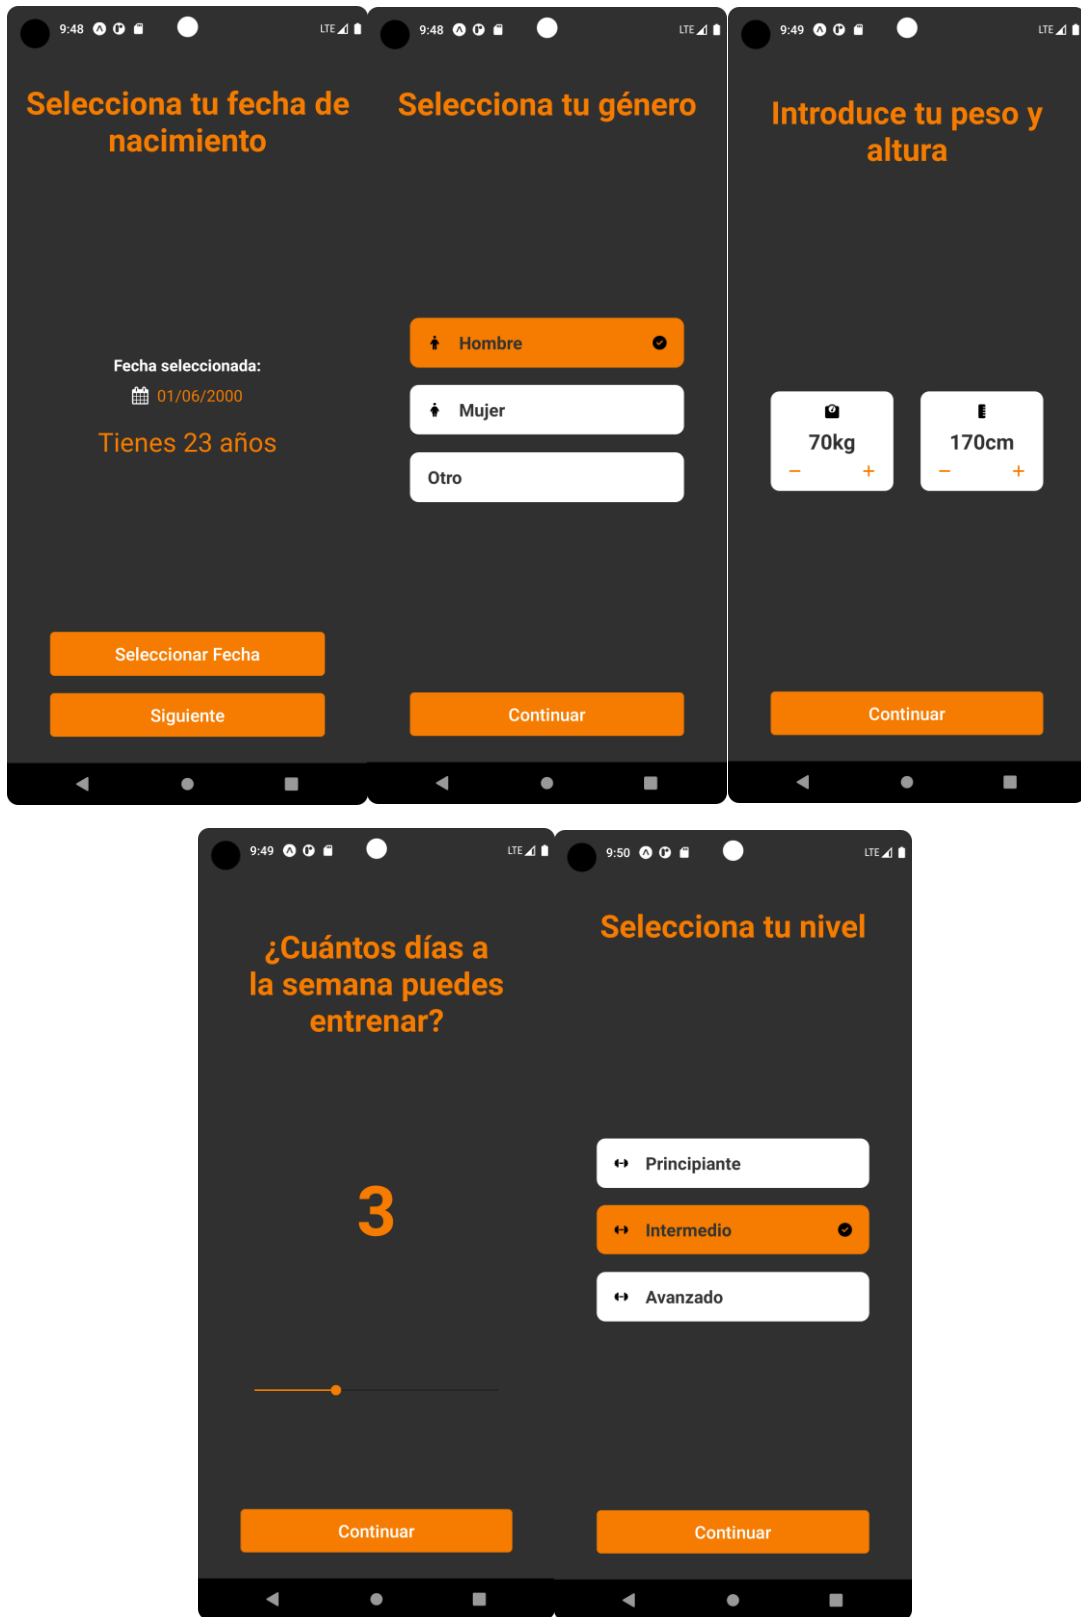 9:48
LTE
Selecciona tu fecha de
nacimiento
Fecha seleccionada:
01/06/2000
Tienes 23 años
Seleccionar Fecha
Siguiente
9:48
LTE
Selecciona tu género
Hombre
Mujer
Otro
Continuar
9:49
LTE
Introduce tu peso y
altura
70kg
− +
170cm
− +
Continuar
9:49
LTE
¿Cuántos días a
la semana puedes
entrenar?
3
Continuar
9:50
LTE
Selecciona tu nivel
Principiante
Intermedio
Avanzado
Continuar